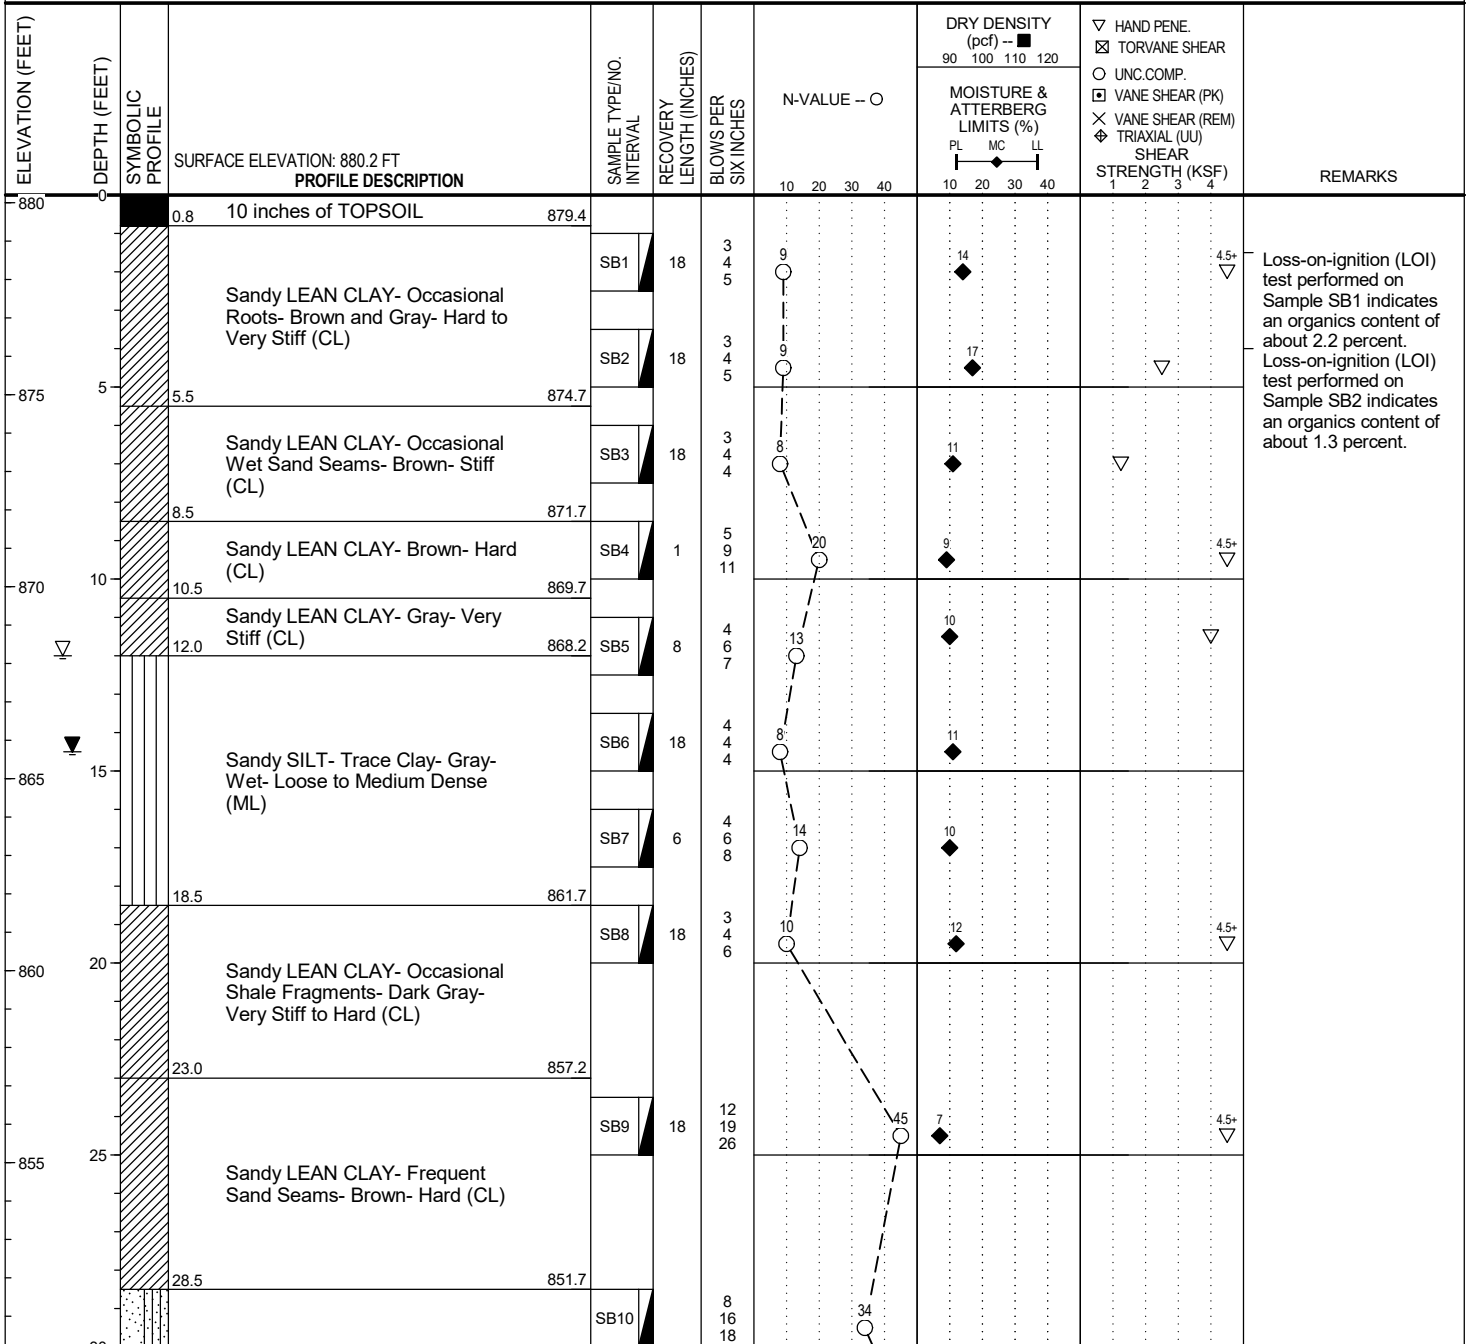 ELEVATION (FEET)
DEPTH (FEET)
SYMBOLIC
PROFILE
SURFACE ELEVATION: 880.2 FT
PROFILE DESCRIPTION
SAMPLE TYPE/NO.
INTERVAL
RECOVERY
LENGTH (INCHES)
BLOWS PER
SIX INCHES
N-VALUE -- O
10 20 30 40
DRY DENSITY
(pcf) -- ■
90 100 110 120
MOISTURE &
ATTERBERG
LIMITS (%)
PL MC LL
10 20 30 40
▽ HAND PENE.
⊠ TORVANE SHEAR
○ UNC.COMP.
⊡ VANE SHEAR (PK)
× VANE SHEAR (REM)
TRIAXIAL (UU)
SHEAR
STRENGTH (KSF)
1 2 3 4
REMARKS
880
0
0.8 10 inches of TOPSOIL 879.4
SB1 18
3
4
5
9
14
4.5+
Loss-on-ignition (LOI)
test performed on
Sample SB1 indicates
an organics content of
about 2.2 percent.
Sandy LEAN CLAY- Occasional
Roots- Brown and Gray- Hard to
Very Stiff (CL)
SB2 18
3
4
5
9
17
Loss-on-ignition (LOI)
test performed on
Sample SB2 indicates
an organics content of
about 1.3 percent.
875
5
5.5 874.7
Sandy LEAN CLAY- Occasional
Wet Sand Seams- Brown- Stiff
(CL)
SB3 18
3
4
4
8
11
8.5 871.7
Sandy LEAN CLAY- Brown- Hard
(CL)
SB4 1
5
9
11
20
9
4.5+
870
10
10.5 869.7
Sandy LEAN CLAY- Gray- Very
Stiff (CL)
12.0 868.2
SB5 8
4
6
7
13
10
SB6 18
4
4
4
8
11
Sandy SILT- Trace Clay- Gray-
Wet- Loose to Medium Dense
(ML)
865
15
SB7 6
4
6
8
14
10
18.5 861.7
SB8 18
3
4
6
10
12
4.5+
860
20
Sandy LEAN CLAY- Occasional
Shale Fragments- Dark Gray-
Very Stiff to Hard (CL)
23.0 857.2
SB9 18
12
19
26
45
7
4.5+
855
25
Sandy LEAN CLAY- Frequent
Sand Seams- Brown- Hard (CL)
28.5 851.7
SB10
8
16
18
34